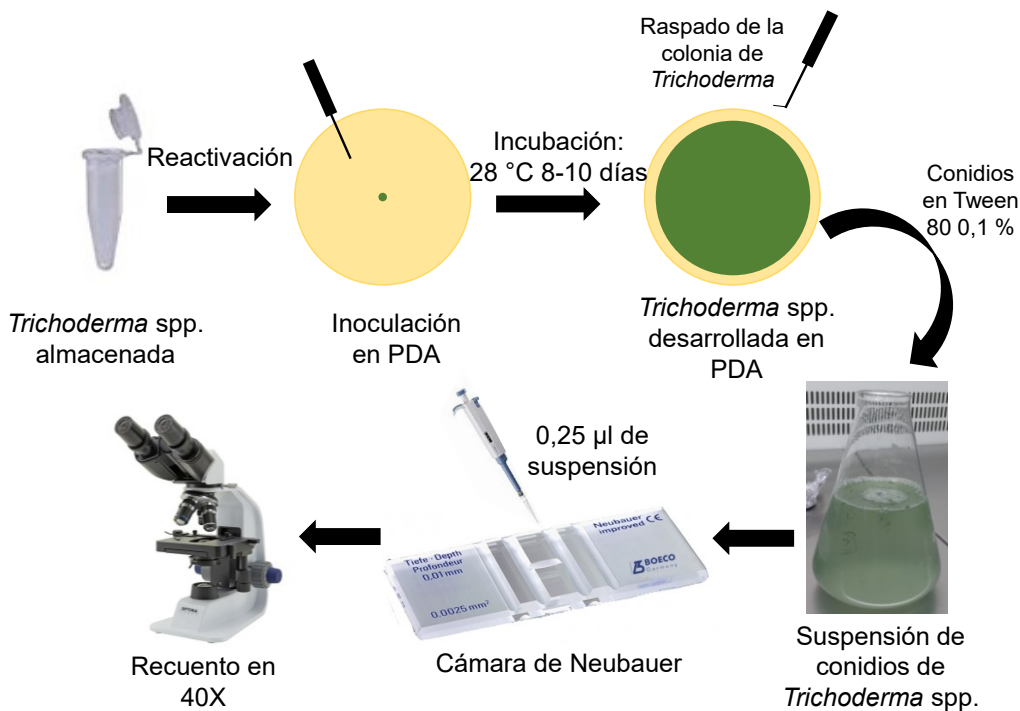 Reactivación
Trichoderma spp.
almacenada
Inoculación
en PDA
Incubación:
28 °C 8-10 días
Raspado de la
colonia de
Trichoderma
Trichoderma spp.
desarrollada en
PDA
Conidios
en Tween
80 0,1 %
Suspensión de
conidios de
Trichoderma spp.
0,25 µl de
suspensión
Tiefe - Depth
Profondeur
0.01 mm
0.0025 mm²
Neubauer CE
improved
BOECO
Germany
Cámara de Neubauer
Recuento en
40X